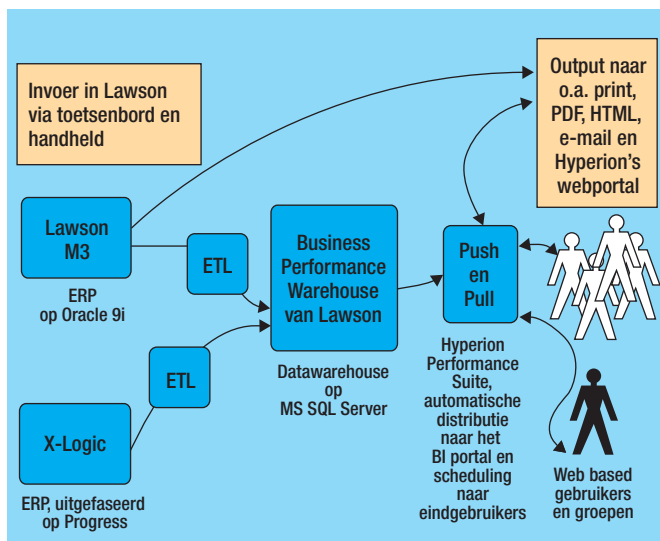 Invoer in Lawson
via toetsenbord en
handheld
Output naar
o.a. print,
PDF, HTML,
e-mail en
Hyperion's
webportal
Lawson
M3
ERP
op Oracle 9i
ETL
Business
Performance
Warehouse
van Lawson
Datawarehouse
op
MS SQL Server
Push
en
Pull
Hyperion
Performance
Suite,
automatische
distributie
naar het
BI portal en
scheduling
naar
eindgebruikers
ETL
X-Logic
ERP, uitgefaseerd
op Progress
Web based
gebruikers
en groepen